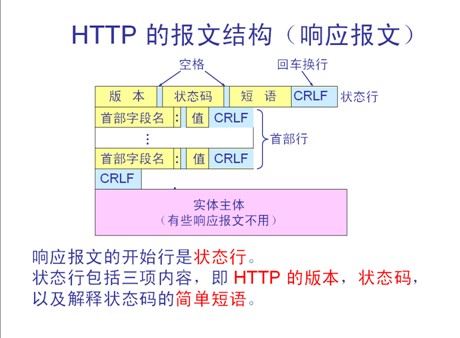 HTTP 的报文结构（响应报文）
空格 回车换行
版 本 状态码 短 语 CRLF 状态行
首部字段名 : 值 CRLF
⋮ 首部行
首部字段名 : 值 CRLF
CRLF
实体主体
（有些响应报文不用）
响应报文的开始行是状态行。
状态行包括三项内容，即 HTTP 的版本，状态码，
以及解释状态码的简单短语。